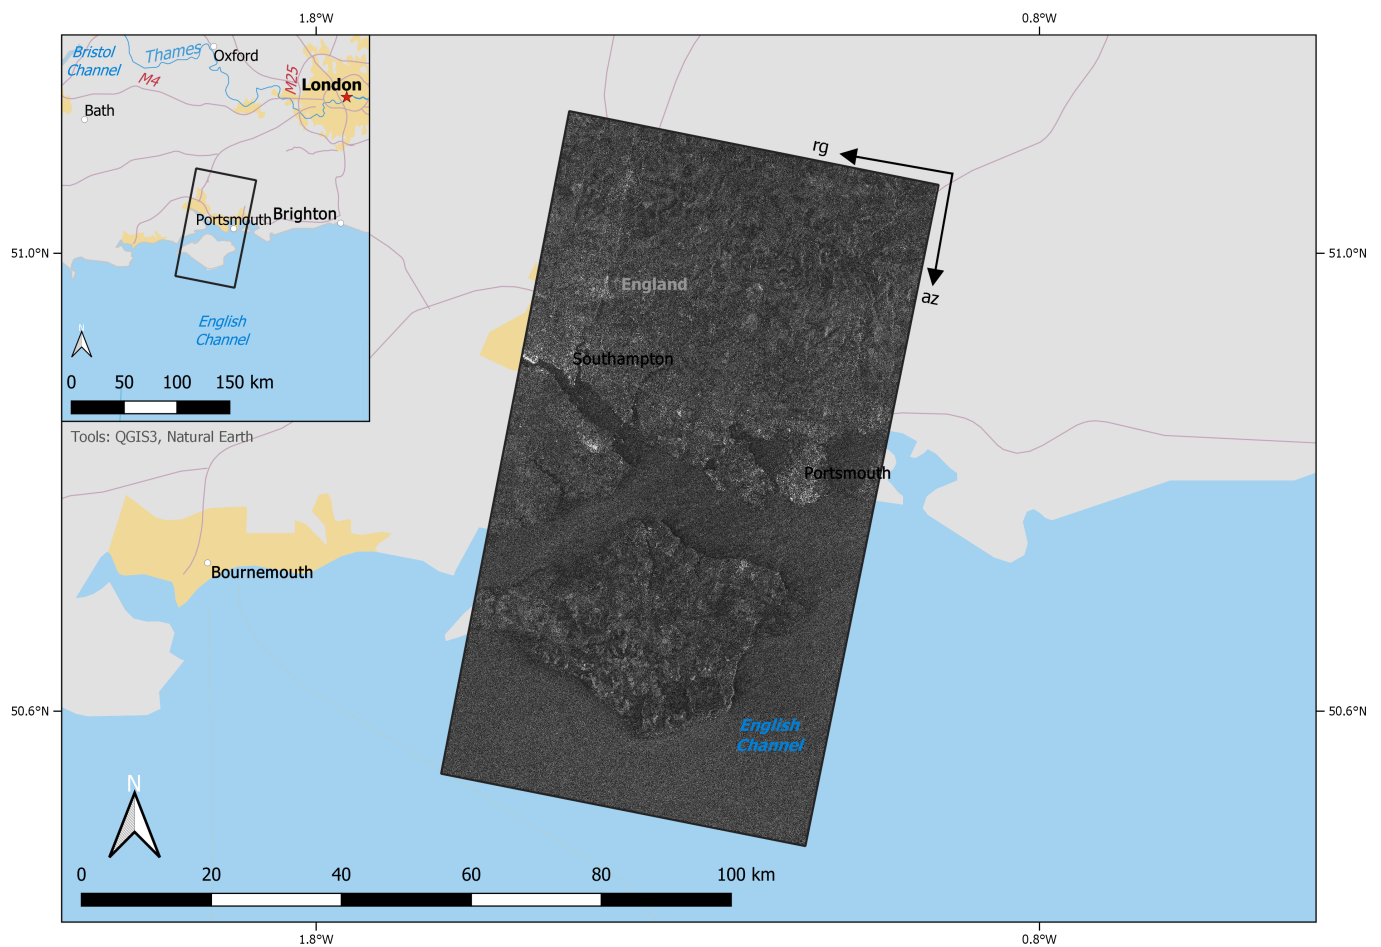 1.8°W
0.8°W
Bristol
Channel
Thames
Oxford
M4
M25
London
Bath
Portsmouth
Brighton
English
Channel
N
0 50 100 150 km
Tools: QGIS3, Natural Earth
rg
az
51.0°N
51.0°N
England
Southampton
Portsmouth
Bournemouth
50.6°N
50.6°N
English
Channel
N
0 20 40 60 80 100 km
1.8°W
0.8°W